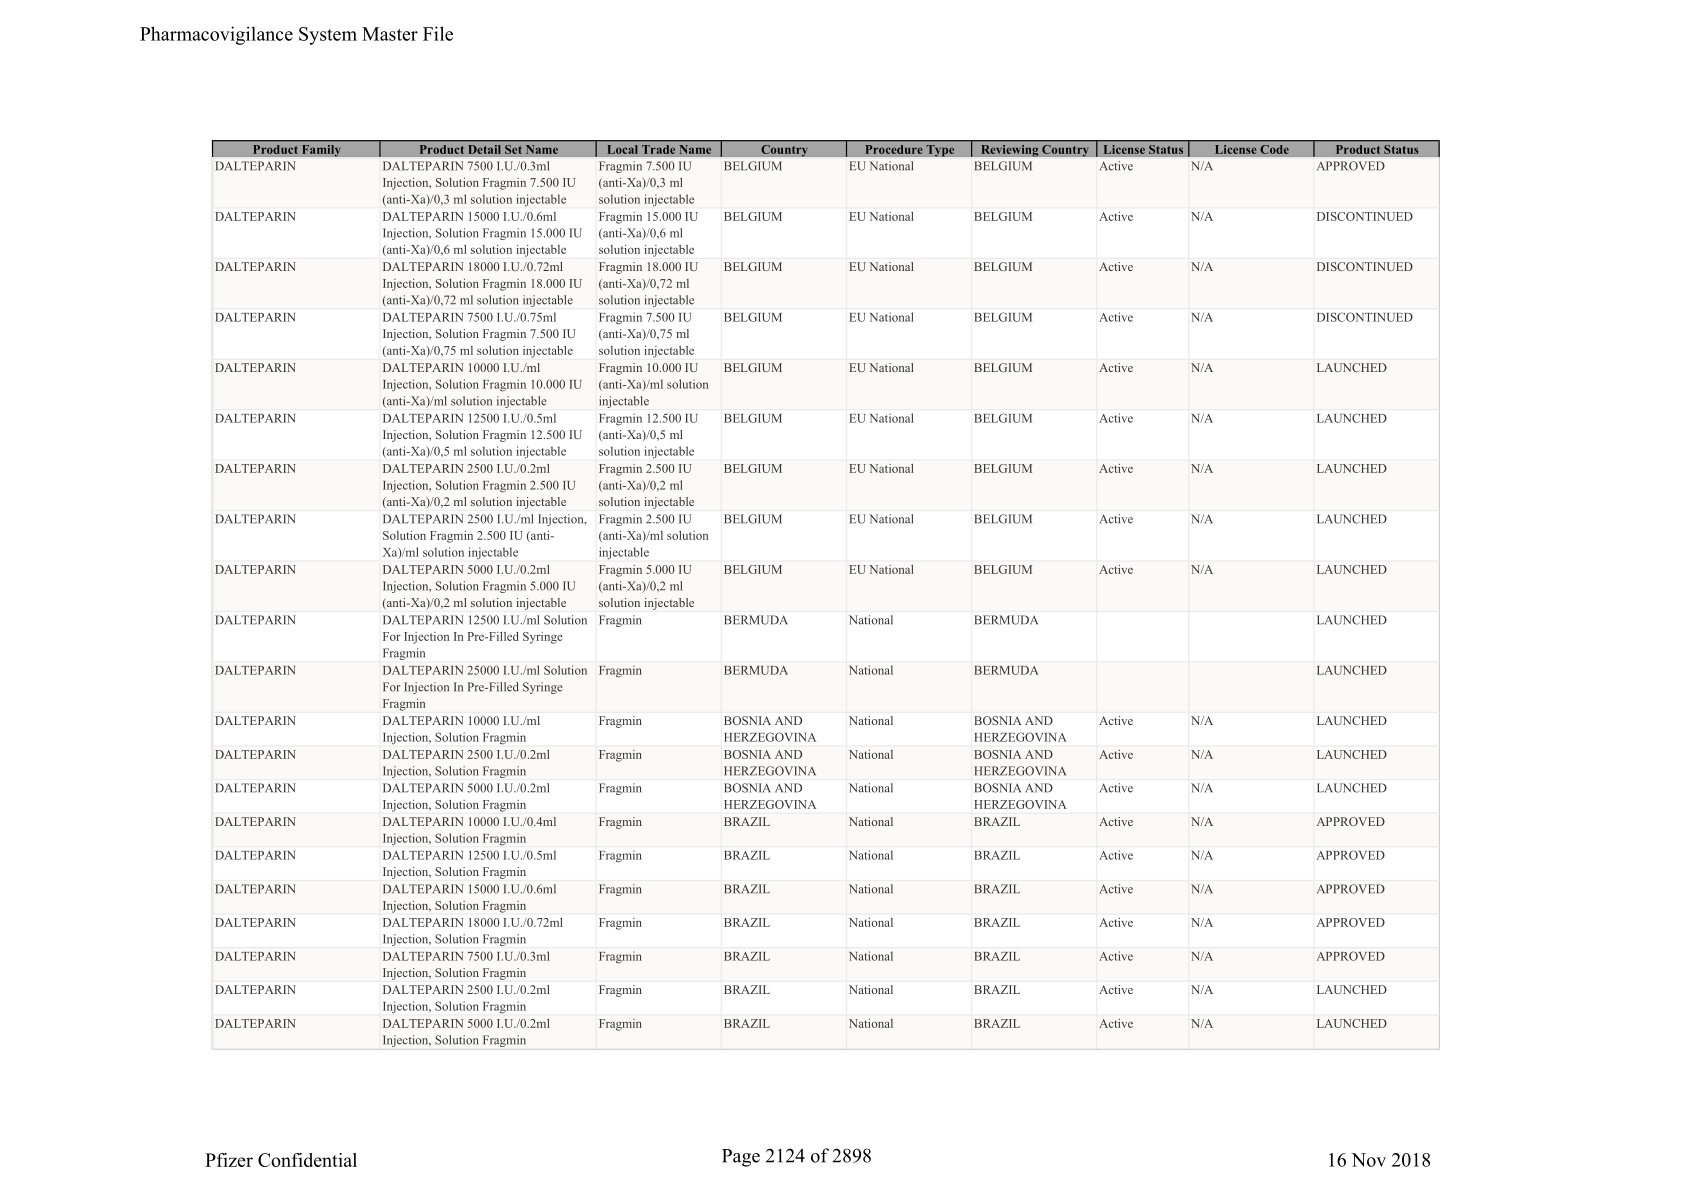 Pharmacovigilance System Master File
Product Family Product Detail Set Name Local Trade Name Country Procedure Type Reviewing Country License Status License Code Product Status
DALTEPARIN DALTEPARIN 7500 I.U./0.3ml Fragmin 7.500 IU BELGIUM EU National BELGIUM Active N/A APPROVED
Injection, Solution Fragmin 7.500 IU (anti-Xa)/0,3 ml
(anti-Xa)/0,3 ml solution injectable solution injectable
DALTEPARIN DALTEPARIN 15000 I.U./0.6ml Fragmin 15.000 IU BELGIUM EU National BELGIUM Active N/A DISCONTINUED
Injection, Solution Fragmin 15.000 IU (anti-Xa)/0,6 ml
(anti-Xa)/0,6 ml solution injectable solution injectable
DALTEPARIN DALTEPARIN 18000 I.U./0.72ml Fragmin 18.000 IU BELGIUM EU National BELGIUM Active N/A DISCONTINUED
Injection, Solution Fragmin 18.000 IU (anti-Xa)/0,72 ml
(anti-Xa)/0,72 ml solution injectable solution injectable
DALTEPARIN DALTEPARIN 7500 I.U./0.75ml Fragmin 7.500 IU BELGIUM EU National BELGIUM Active N/A DISCONTINUED
Injection, Solution Fragmin 7.500 IU (anti-Xa)/0,75 ml
(anti-Xa)/0,75 ml solution injectable solution injectable
DALTEPARIN DALTEPARIN 10000 I.U./ml Fragmin 10.000 IU BELGIUM EU National BELGIUM Active N/A LAUNCHED
Injection, Solution Fragmin 10.000 IU (anti-Xa)/ml solution
(anti-Xa)/ml solution injectable injectable
DALTEPARIN DALTEPARIN 12500 I.U./0.5ml Fragmin 12.500 IU BELGIUM EU National BELGIUM Active N/A LAUNCHED
Injection, Solution Fragmin 12.500 IU (anti-Xa)/0,5 ml
(anti-Xa)/0,5 ml solution injectable solution injectable
DALTEPARIN DALTEPARIN 2500 I.U./0.2ml Fragmin 2.500 IU BELGIUM EU National BELGIUM Active N/A LAUNCHED
Injection, Solution Fragmin 2.500 IU (anti-Xa)/0,2 ml
(anti-Xa)/0,2 ml solution injectable solution injectable
DALTEPARIN DALTEPARIN 2500 I.U./ml Injection, Fragmin 2.500 IU BELGIUM EU National BELGIUM Active N/A LAUNCHED
Solution Fragmin 2.500 IU (anti- (anti-Xa)/ml solution
Xa)/ml solution injectable injectable
DALTEPARIN DALTEPARIN 5000 I.U./0.2ml Fragmin 5.000 IU BELGIUM EU National BELGIUM Active N/A LAUNCHED
Injection, Solution Fragmin 5.000 IU (anti-Xa)/0,2 ml
(anti-Xa)/0,2 ml solution injectable solution injectable
DALTEPARIN DALTEPARIN 12500 I.U./ml Solution Fragmin BERMUDA National BERMUDA LAUNCHED
For Injection In Pre-Filled Syringe
Fragmin
DALTEPARIN DALTEPARIN 25000 I.U./ml Solution Fragmin BERMUDA National BERMUDA LAUNCHED
For Injection In Pre-Filled Syringe
Fragmin
DALTEPARIN DALTEPARIN 10000 I.U./ml Fragmin BOSNIA AND National BOSNIA AND Active N/A LAUNCHED
Injection, Solution Fragmin HERZEGOVINA HERZEGOVINA
DALTEPARIN DALTEPARIN 2500 I.U./0.2ml Fragmin BOSNIA AND National BOSNIA AND Active N/A LAUNCHED
Injection, Solution Fragmin HERZEGOVINA HERZEGOVINA
DALTEPARIN DALTEPARIN 5000 I.U./0.2ml Fragmin BOSNIA AND National BOSNIA AND Active N/A LAUNCHED
Injection, Solution Fragmin HERZEGOVINA HERZEGOVINA
DALTEPARIN DALTEPARIN 10000 I.U./0.4ml Fragmin BRAZIL National BRAZIL Active N/A APPROVED
Injection, Solution Fragmin
DALTEPARIN DALTEPARIN 12500 I.U./0.5ml Fragmin BRAZIL National BRAZIL Active N/A APPROVED
Injection, Solution Fragmin
DALTEPARIN DALTEPARIN 15000 I.U./0.6ml Fragmin BRAZIL National BRAZIL Active N/A APPROVED
Injection, Solution Fragmin
DALTEPARIN DALTEPARIN 18000 I.U./0.72ml Fragmin BRAZIL National BRAZIL Active N/A APPROVED
Injection, Solution Fragmin
DALTEPARIN DALTEPARIN 7500 I.U./0.3ml Fragmin BRAZIL National BRAZIL Active N/A APPROVED
Injection, Solution Fragmin
DALTEPARIN DALTEPARIN 2500 I.U./0.2ml Fragmin BRAZIL National BRAZIL Active N/A LAUNCHED
Injection, Solution Fragmin
DALTEPARIN DALTEPARIN 5000 I.U./0.2ml Fragmin BRAZIL National BRAZIL Active N/A LAUNCHED
Injection, Solution Fragmin
Pfizer Confidential Page 2124 of 2898 16 Nov 2018